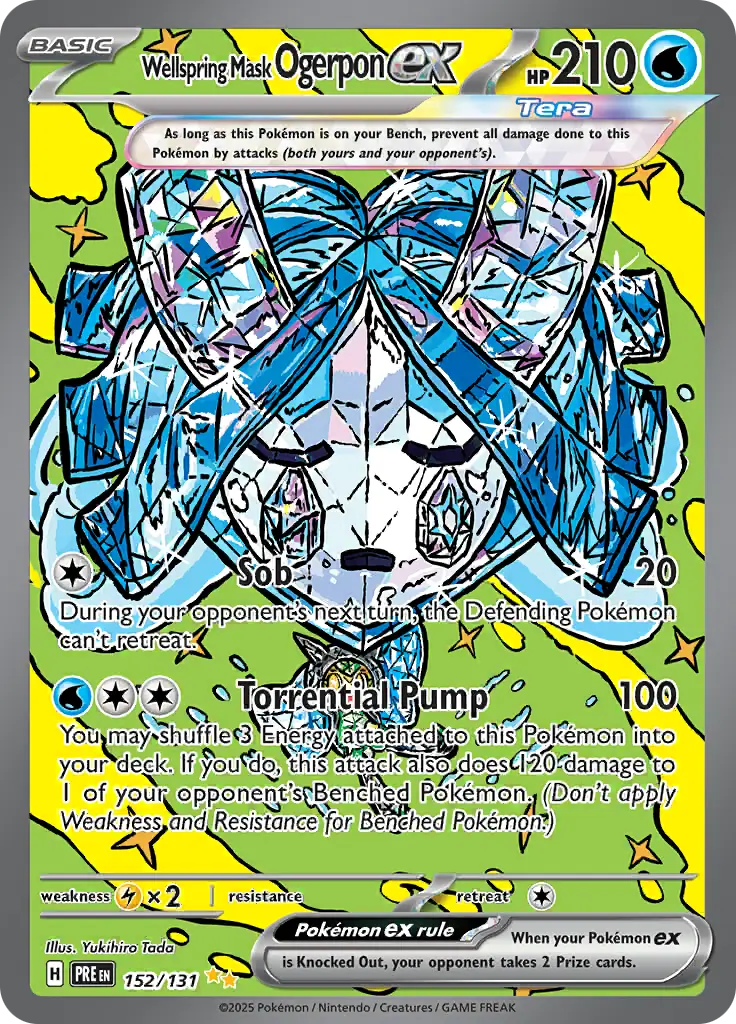 BASIC
Wellspring Mask Ogerpon ex
HP 210
Tera
As long as this Pokémon is on your Bench, prevent all damage done to this
Pokémon by attacks (both yours and your opponent's).
Sob 20
During your opponent's next turn, the Defending Pokémon
can't retreat.
Torrential Pump 100
You may shuffle 3 Energy attached to this Pokémon into
your deck. If you do, this attack also does 120 damage to
1 of your opponent's Benched Pokémon. (Don't apply
Weakness and Resistance for Benched Pokémon.)
weakness ×2 resistance retreat
Pokémon ex rule
When your Pokémon ex
is Knocked Out, your opponent takes 2 Prize cards.
Illus. Yukihiro Tada
H PRE EN 152/131
©2025 Pokémon / Nintendo / Creatures / GAME FREAK